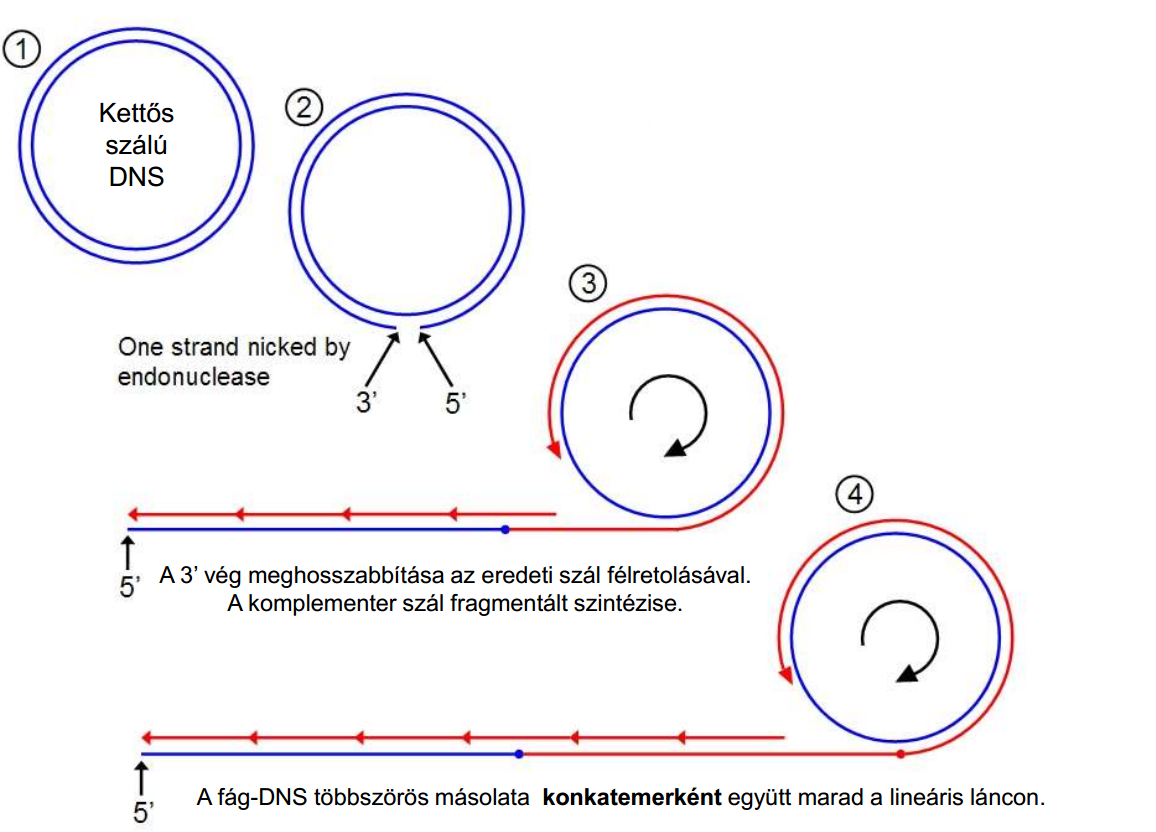 1
Kettős
szálú
DNS
2
One strand nicked by
endonuclease
3’
5’
3
5’
A 3’ vég meghosszabbítása az eredeti szál félretolásával.
A komplementer szál fragmentált szintézise.
4
5’
A fág-DNS többszörös másolata konkatemerként együtt marad a lineáris láncon.